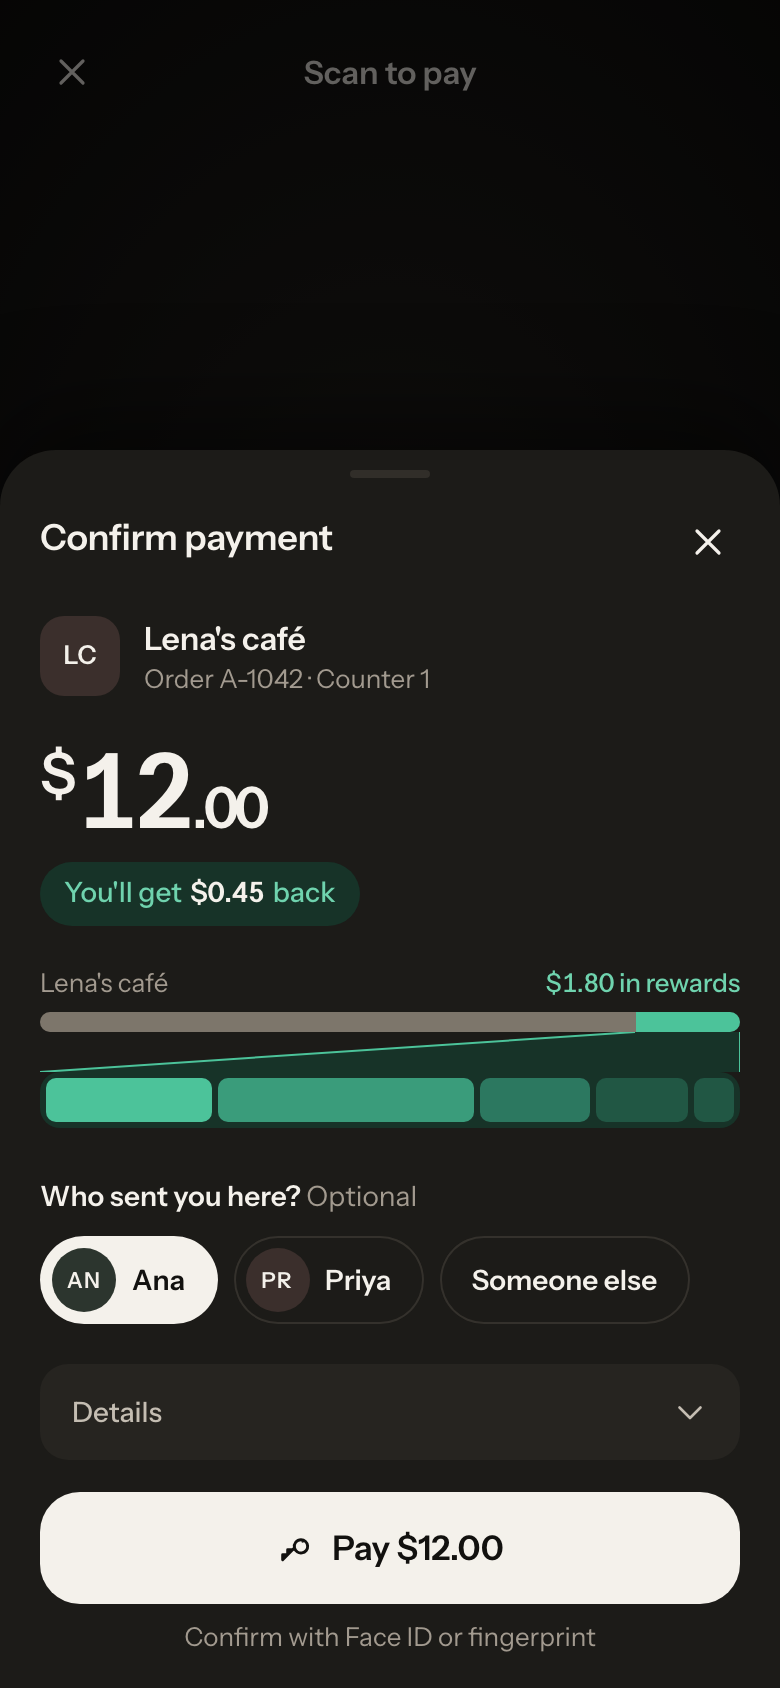 Scan to pay
Confirm payment
LC
Lena's café
Order A-1042 · Counter 1
$12.00
You'll get $0.45 back
Lena's café
$1.80 in rewards
Who sent you here? Optional
AN Ana
PR Priya
Someone else
Details
Pay $12.00
Confirm with Face ID or fingerprint